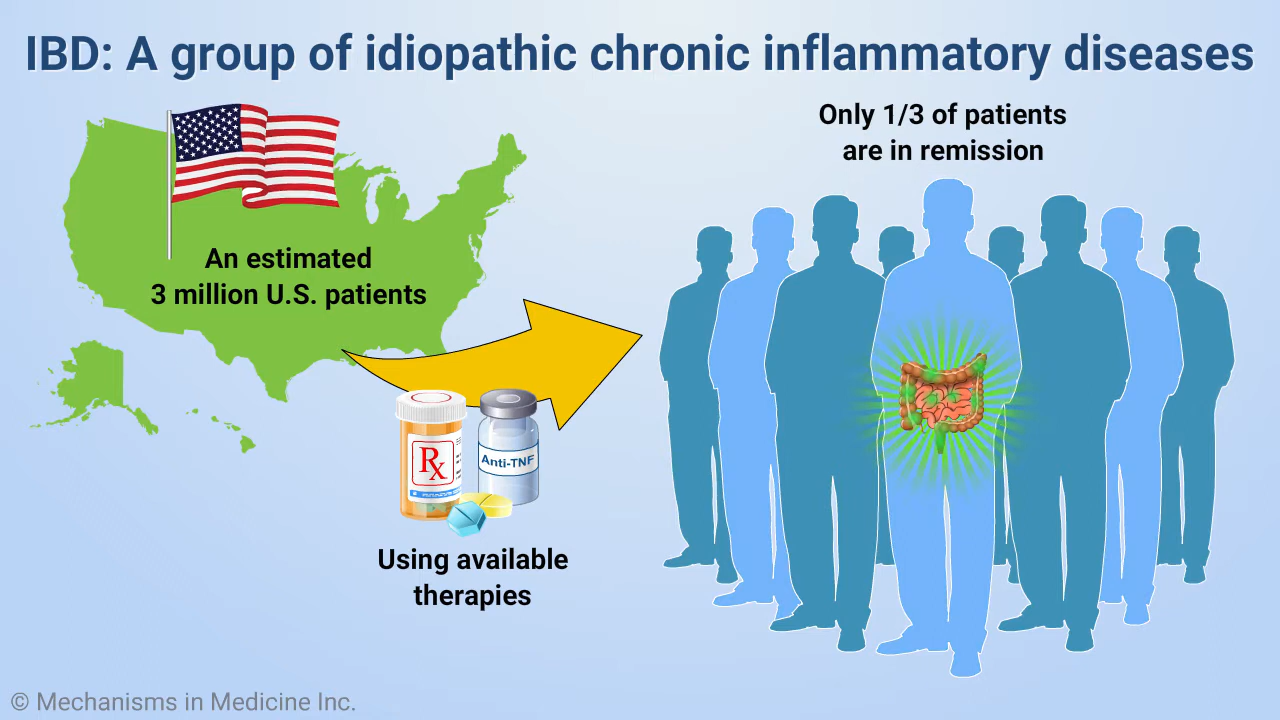 IBD: A group of idiopathic chronic inflammatory diseases
An estimated
3 million U.S. patients
Only 1/3 of patients
are in remission
Rx
Anti-TNF
Using available
therapies
© Mechanisms in Medicine Inc.